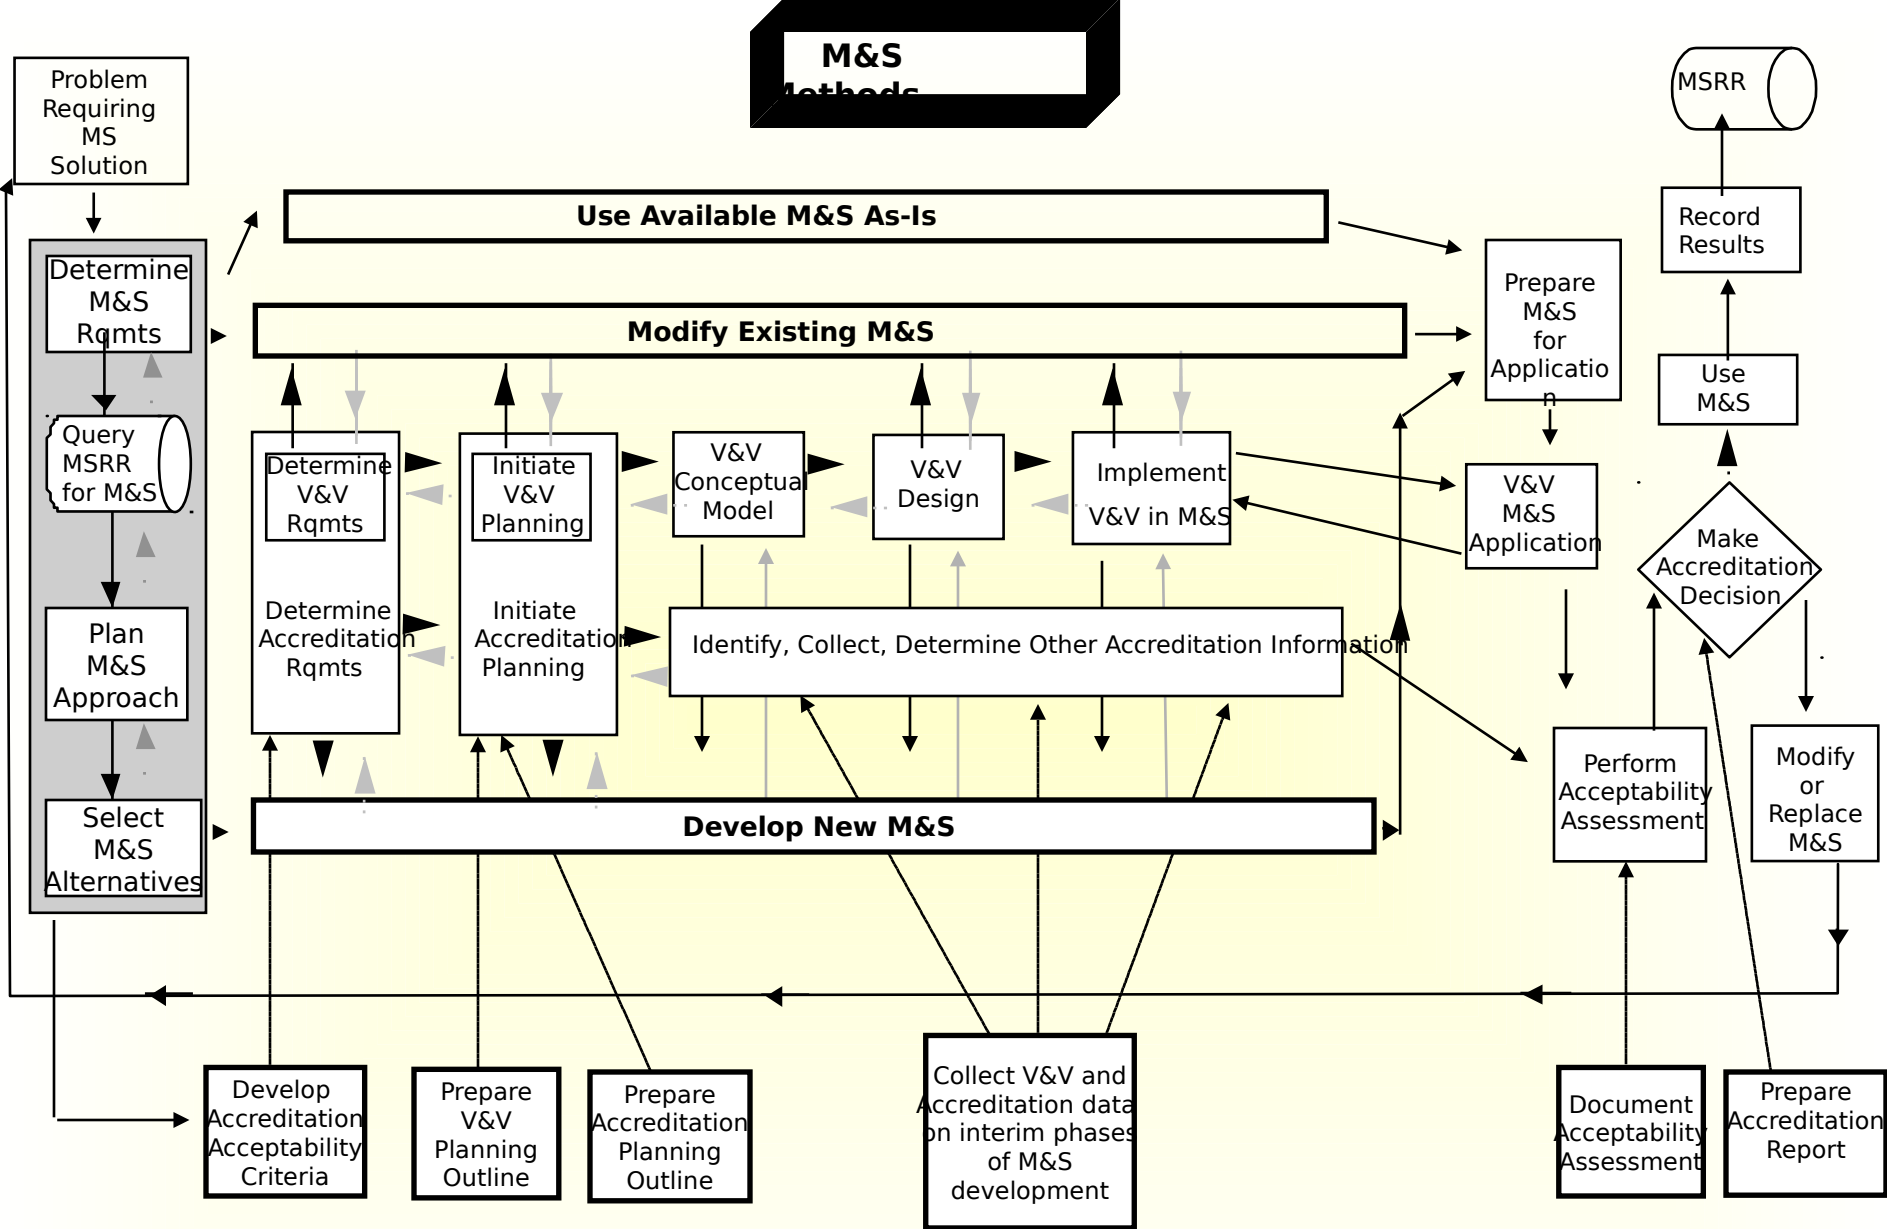 M&S
Methods
MSRR
Problem
Requiring
MS
Solution
Record
Results
Use Available M&S As-Is
Determine
M&S
Rqmts
Prepare
M&S
for
Applicatio
n
Modify Existing M&S
Use
M&S
Query
MSRR
for M&S
Determine
V&V
Rqmts
Initiate
V&V
Planning
V&V
Conceptual
Model
V&V
Design
Implement
V&V in M&S
V&V
M&S
Application
Make
Accreditation
Decision
Determine
Accreditation
Rqmts
Initiate
Accreditation
Planning
Identify, Collect, Determine Other Accreditation Information
Plan
M&S
Approach
Perform
Acceptability
Assessment
Modify
or
Replace
M&S
Select
M&S
Alternatives
Develop New M&S
Develop
Accreditation
Acceptability
Criteria
Prepare
V&V
Planning
Outline
Prepare
Accreditation
Planning
Outline
Collect V&V and
Accreditation data
on interim phases
of M&S
development
Document
Acceptability
Assessment
Prepare
Accreditation
Report